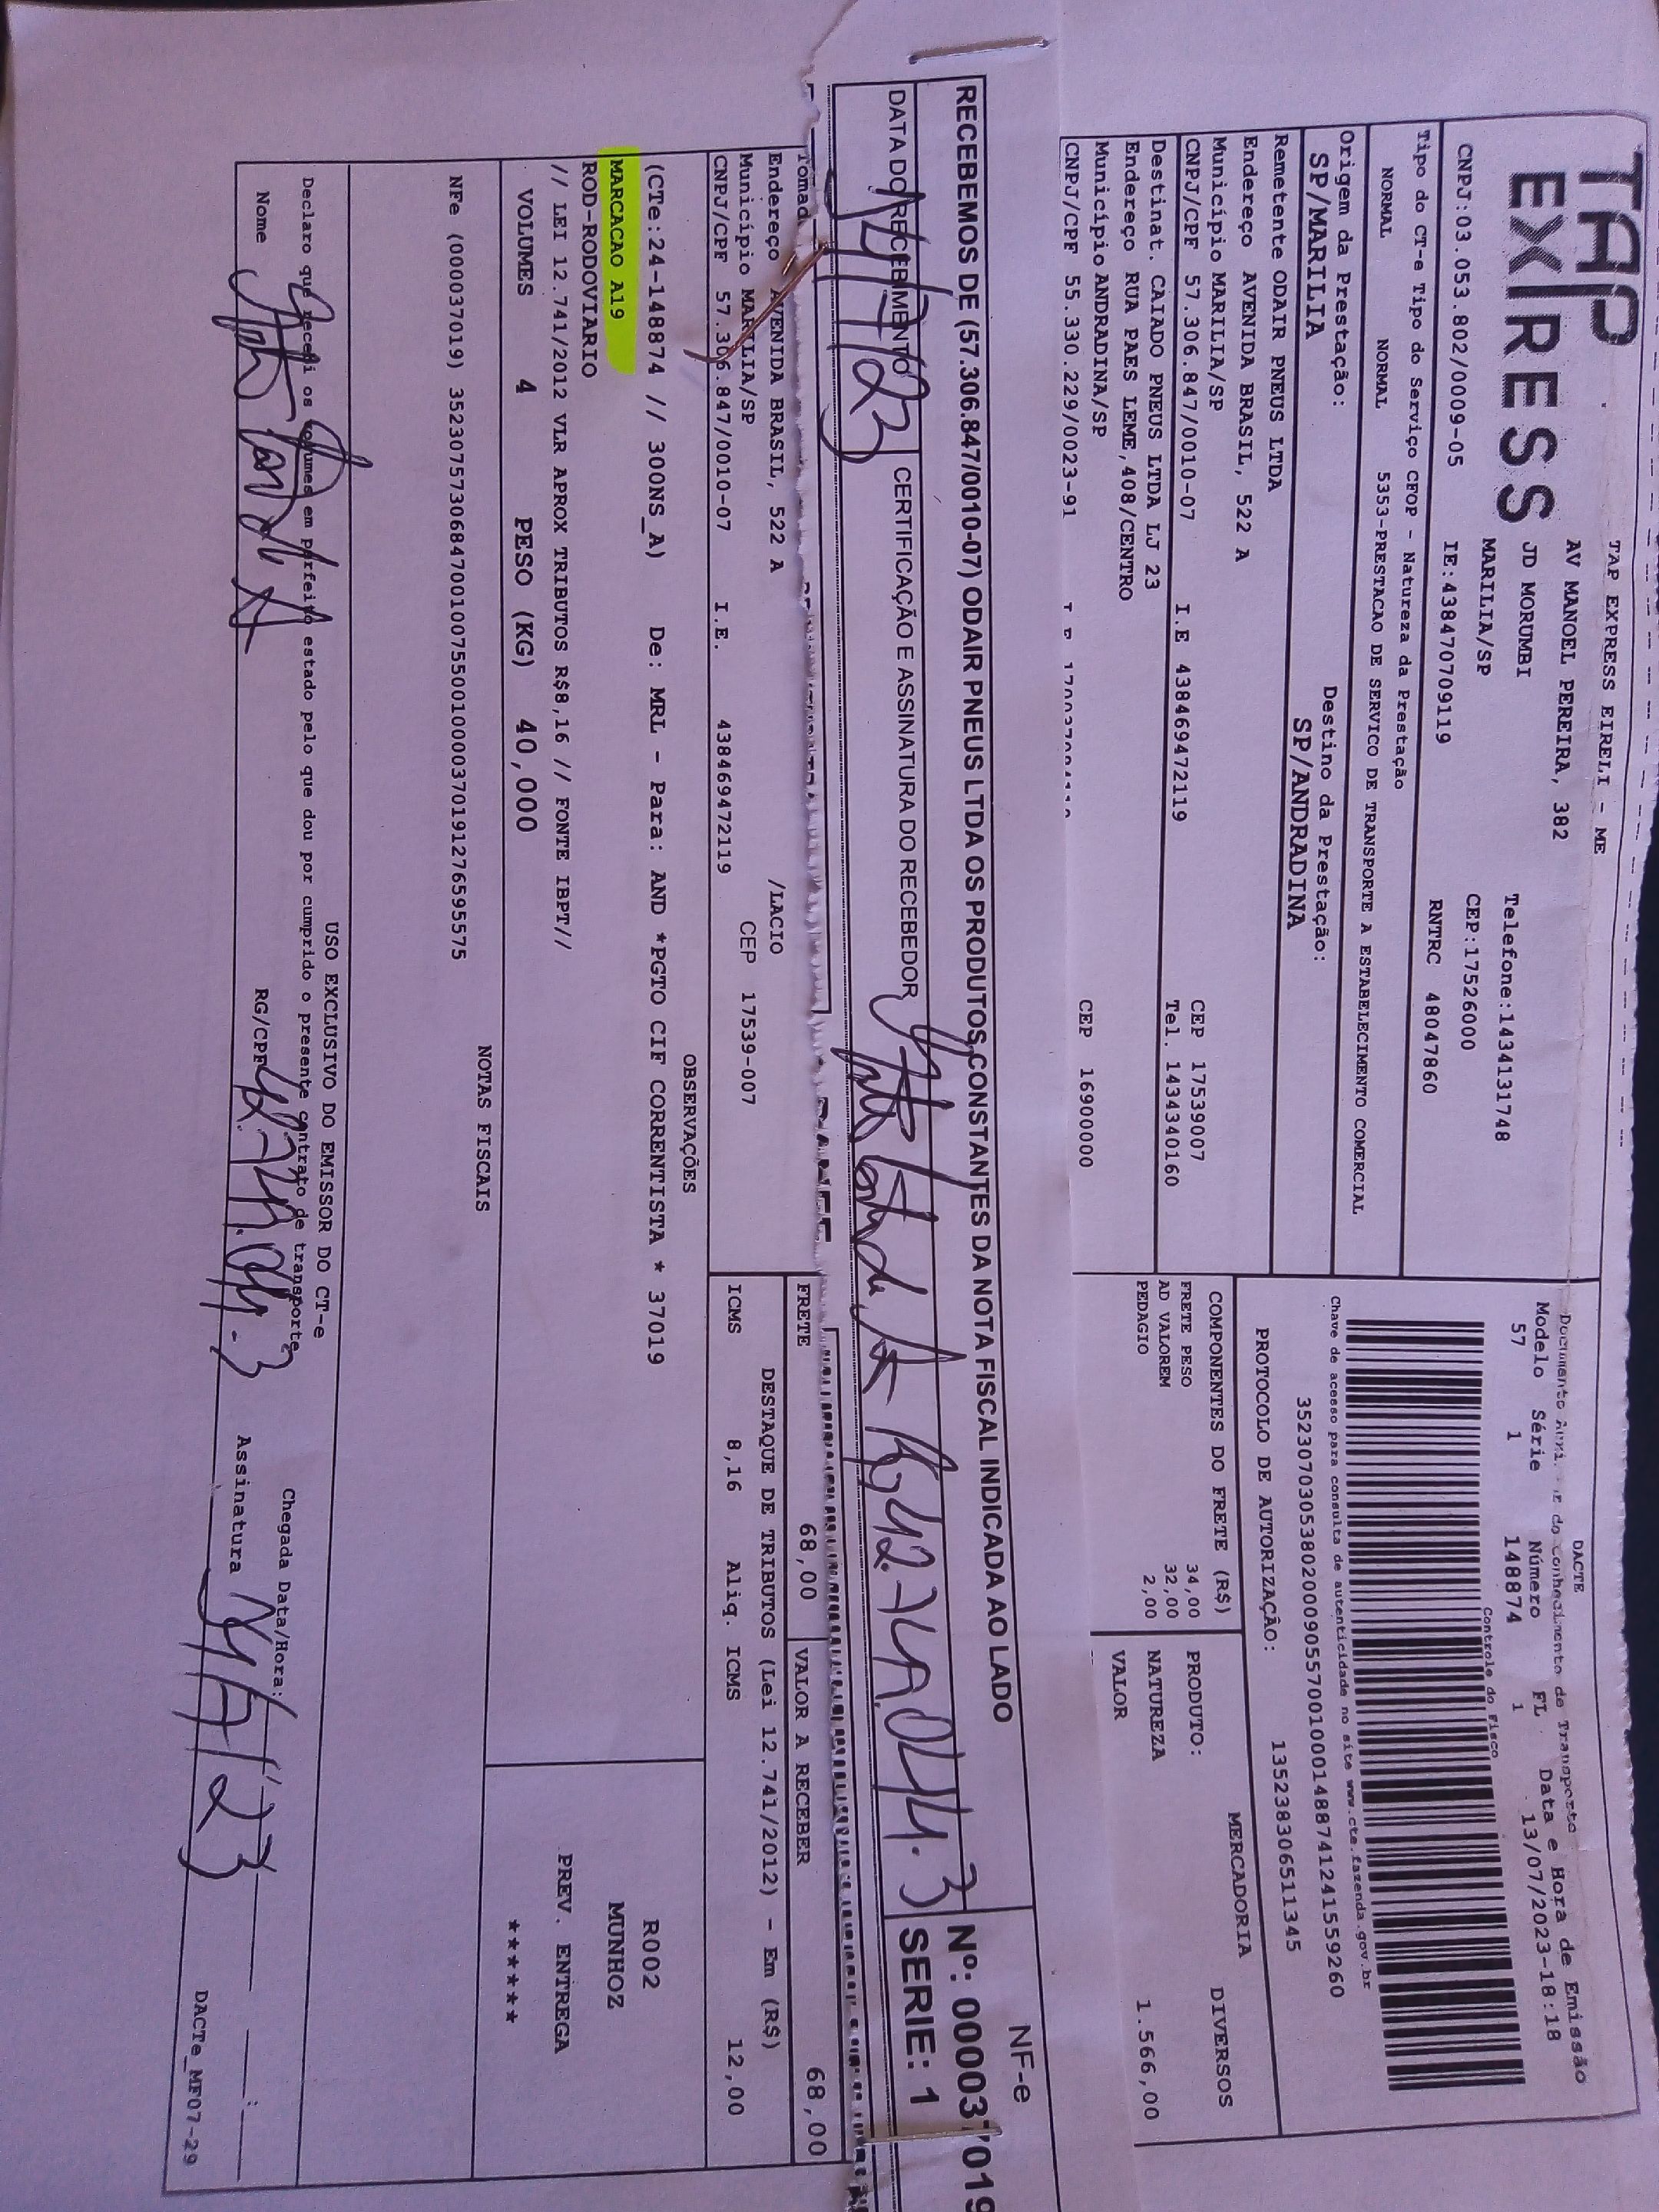 TAP
EXPRESS
TAP EXPRESS EIRELI - ME
AV MANOEL PEREIRA, 382
JD MORUMBI
MARILIA/SP
Telefone:1434131748
CEP:17526000
CNPJ:03.053.802/0009-05 IE:438470709119 RNTRC 48047860
DACTE
Documento Auxi. do conhecimento de Transporte
Modelo Série Número FL Data e Hora de Emissão
57 1 148874 1 13/07/2023-18:18
Controle do Fisco
Chave de acesso para consulta de autenticidade no site www.cte.fazenda.gov.br
35230703053802000905570010001488741241559260
PROTOCOLO DE AUTORIZAÇÃO: 135238306511345
Tipo do CT-e Tipo do Serviço CFOP - Natureza da Prestação
NORMAL NORMAL 5353-PRESTACAO DE SERVICO DE TRANSPORTE A ESTABELECIMENTO COMERCIAL
Origem da Prestação: Destino da Prestação:
SP/MARILIA SP/ANDRADINA
Remetente ODAIR PNEUS LTDA
Endereço AVENIDA BRASIL, 522 A
Município MARILIA/SP CEP 17539007
CNPJ/CPF 57.306.847/0010-07 I.E 438469472119 Tel. 1434340160
Destinat. CAIADO PNEUS LTDA LJ 23
Endereço RUA PAES LEME,408/CENTRO
Município ANDRADINA/SP CEP 16900000
CNPJ/CPF 55.330.229/0023-91
COMPONENTES DO FRETE (R$)
FRETE PESO 34,00
AD VALOREM 32,00
PEDAGIO 2,00
MERCADORIA
PRODUTO: DIVERSOS
NATUREZA
VALOR 1.566,00
RECEBEMOS DE (57.306.847/0010-07) ODAIR PNEUS LTDA OS PRODUTOS CONSTANTES DA NOTA FISCAL INDICADA AO LADO
DATA DO RECEBIMENTO CERTIFICAÇÃO E ASSINATURA DO RECEBEDOR
NF-e
Nº: 000037019
SERIE: 1
Endereço AVENIDA BRASIL, 522 A /LACIO
Município MARILIA/SP CEP 17539-007
CNPJ/CPF 57.306.847/0010-07 I.E. 438469472119
FRETE 68,00 VALOR A RECEBER 68,00
DESTAQUE DE TRIBUTOS (Lei 12.741/2012) - Em (R$)
ICMS 8,16 Aliq. ICMS 12,00
OBSERVAÇÕES
(CTe:24-148874 // 300NS_A) De: MRL - Para: AND *PGTO CIF CORRENTISTA * 37019
MARCACAO A19
ROD-RODOVIARIO
// LEI 12.741/2012 VLR APROX TRIBUTOS R$8,16 // FONTE IBPT//
R002
MUNHOZ
VOLUMES 4 PESO (KG) 40,000
PREV. ENTREGA
*******
NOTAS FISCAIS
NFe (000037019) 35230757306847001007550010000370191276595575
USO EXCLUSIVO DO EMISSOR DO CT-e
Declaro que recebi os volumes em perfeito estado pelo que dou por cumprido o presente contrato de transporte
Chegada Data/Hora:
Nome RG/CPF Assinatura
DACTe_MF07-29